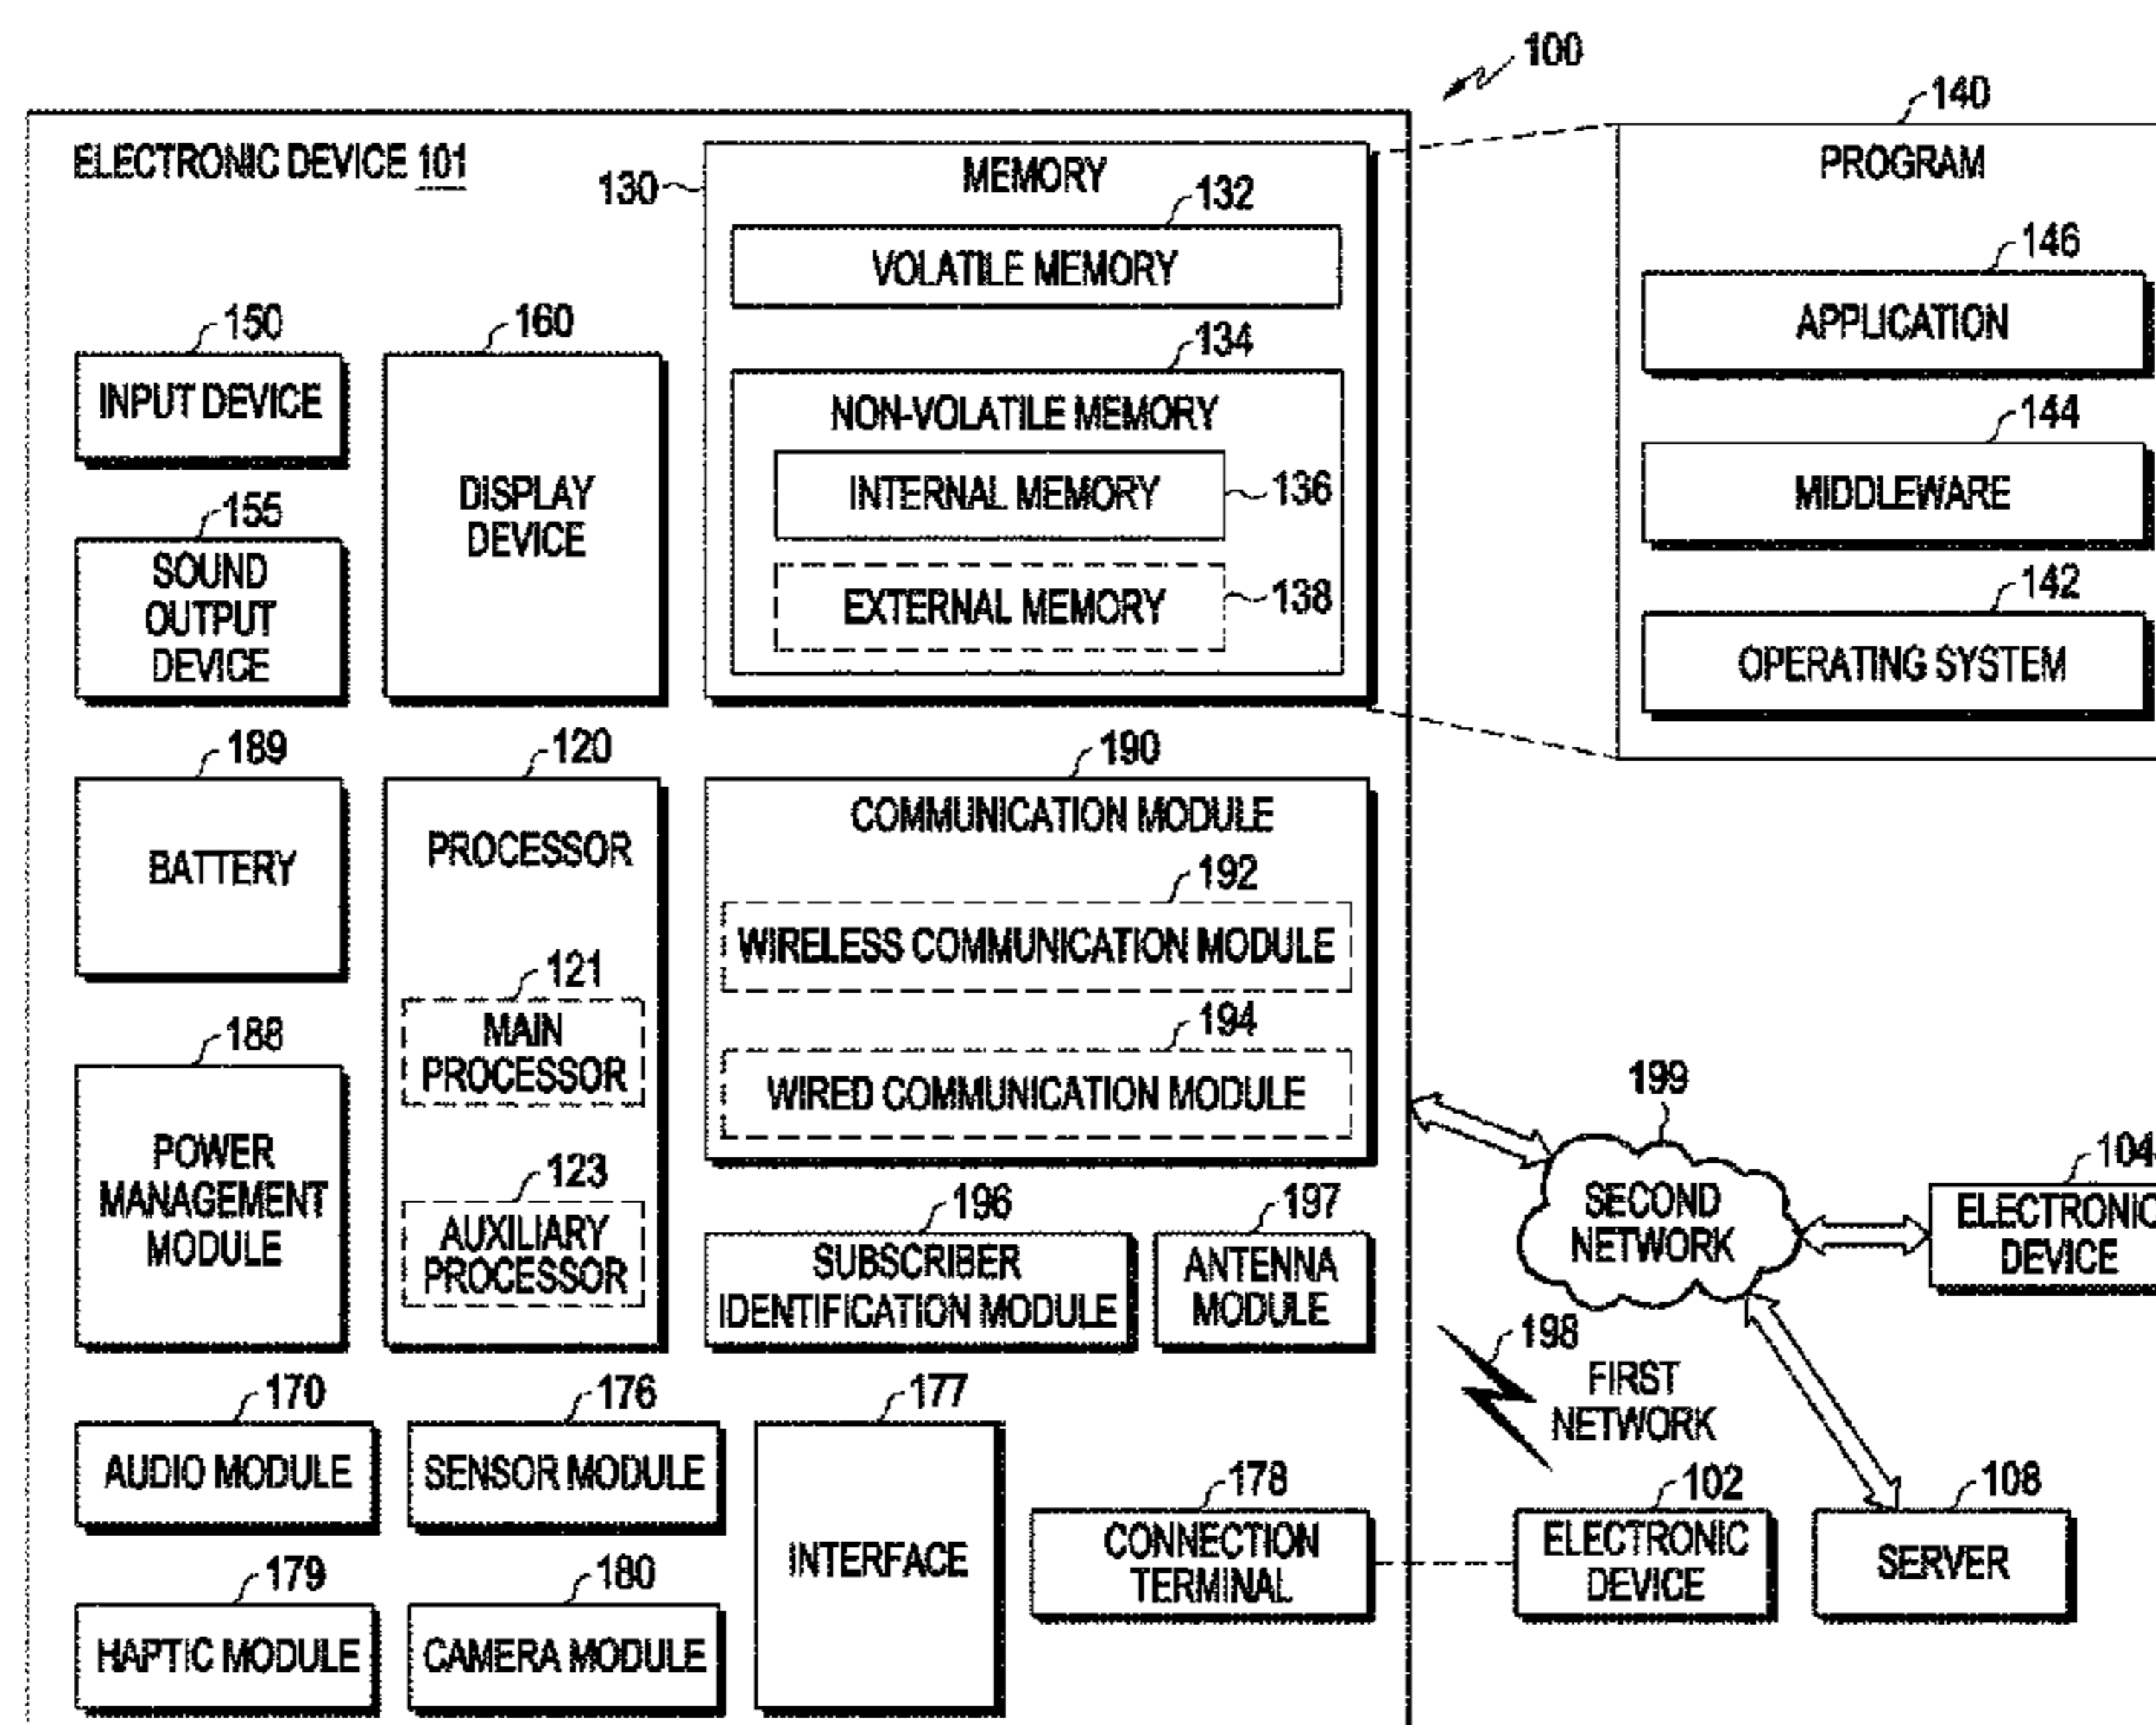 100
140
ELECTRONIC DEVICE 101
130
MEMORY
PROGRAM
132
VOLATILE MEMORY
146
APPLICATION
150
INPUT DEVICE
160
DISPLAY
DEVICE
134
NON-VOLATILE MEMORY
INTERNAL MEMORY
136
144
MIDDLEWARE
155
SOUND
OUTPUT
DEVICE
EXTERNAL MEMORY
138
142
OPERATING SYSTEM
189
BATTERY
120
PROCESSOR
190
COMMUNICATION MODULE
192
WIRELESS COMMUNICATION MODULE
121
MAIN
PROCESSOR
194
WIRED COMMUNICATION MODULE
188
POWER
MANAGEMENT
MODULE
123
AUXILIARY
PROCESSOR
196
SUBSCRIBER
IDENTIFICATION MODULE
197
ANTENNA
MODULE
199
SECOND
NETWORK
104
ELECTRONIC
DEVICE
198
FIRST
NETWORK
170
AUDIO MODULE
176
SENSOR MODULE
177
INTERFACE
178
CONNECTION
TERMINAL
102
ELECTRONIC
DEVICE
108
SERVER
179
HAPTIC MODULE
180
CAMERA MODULE